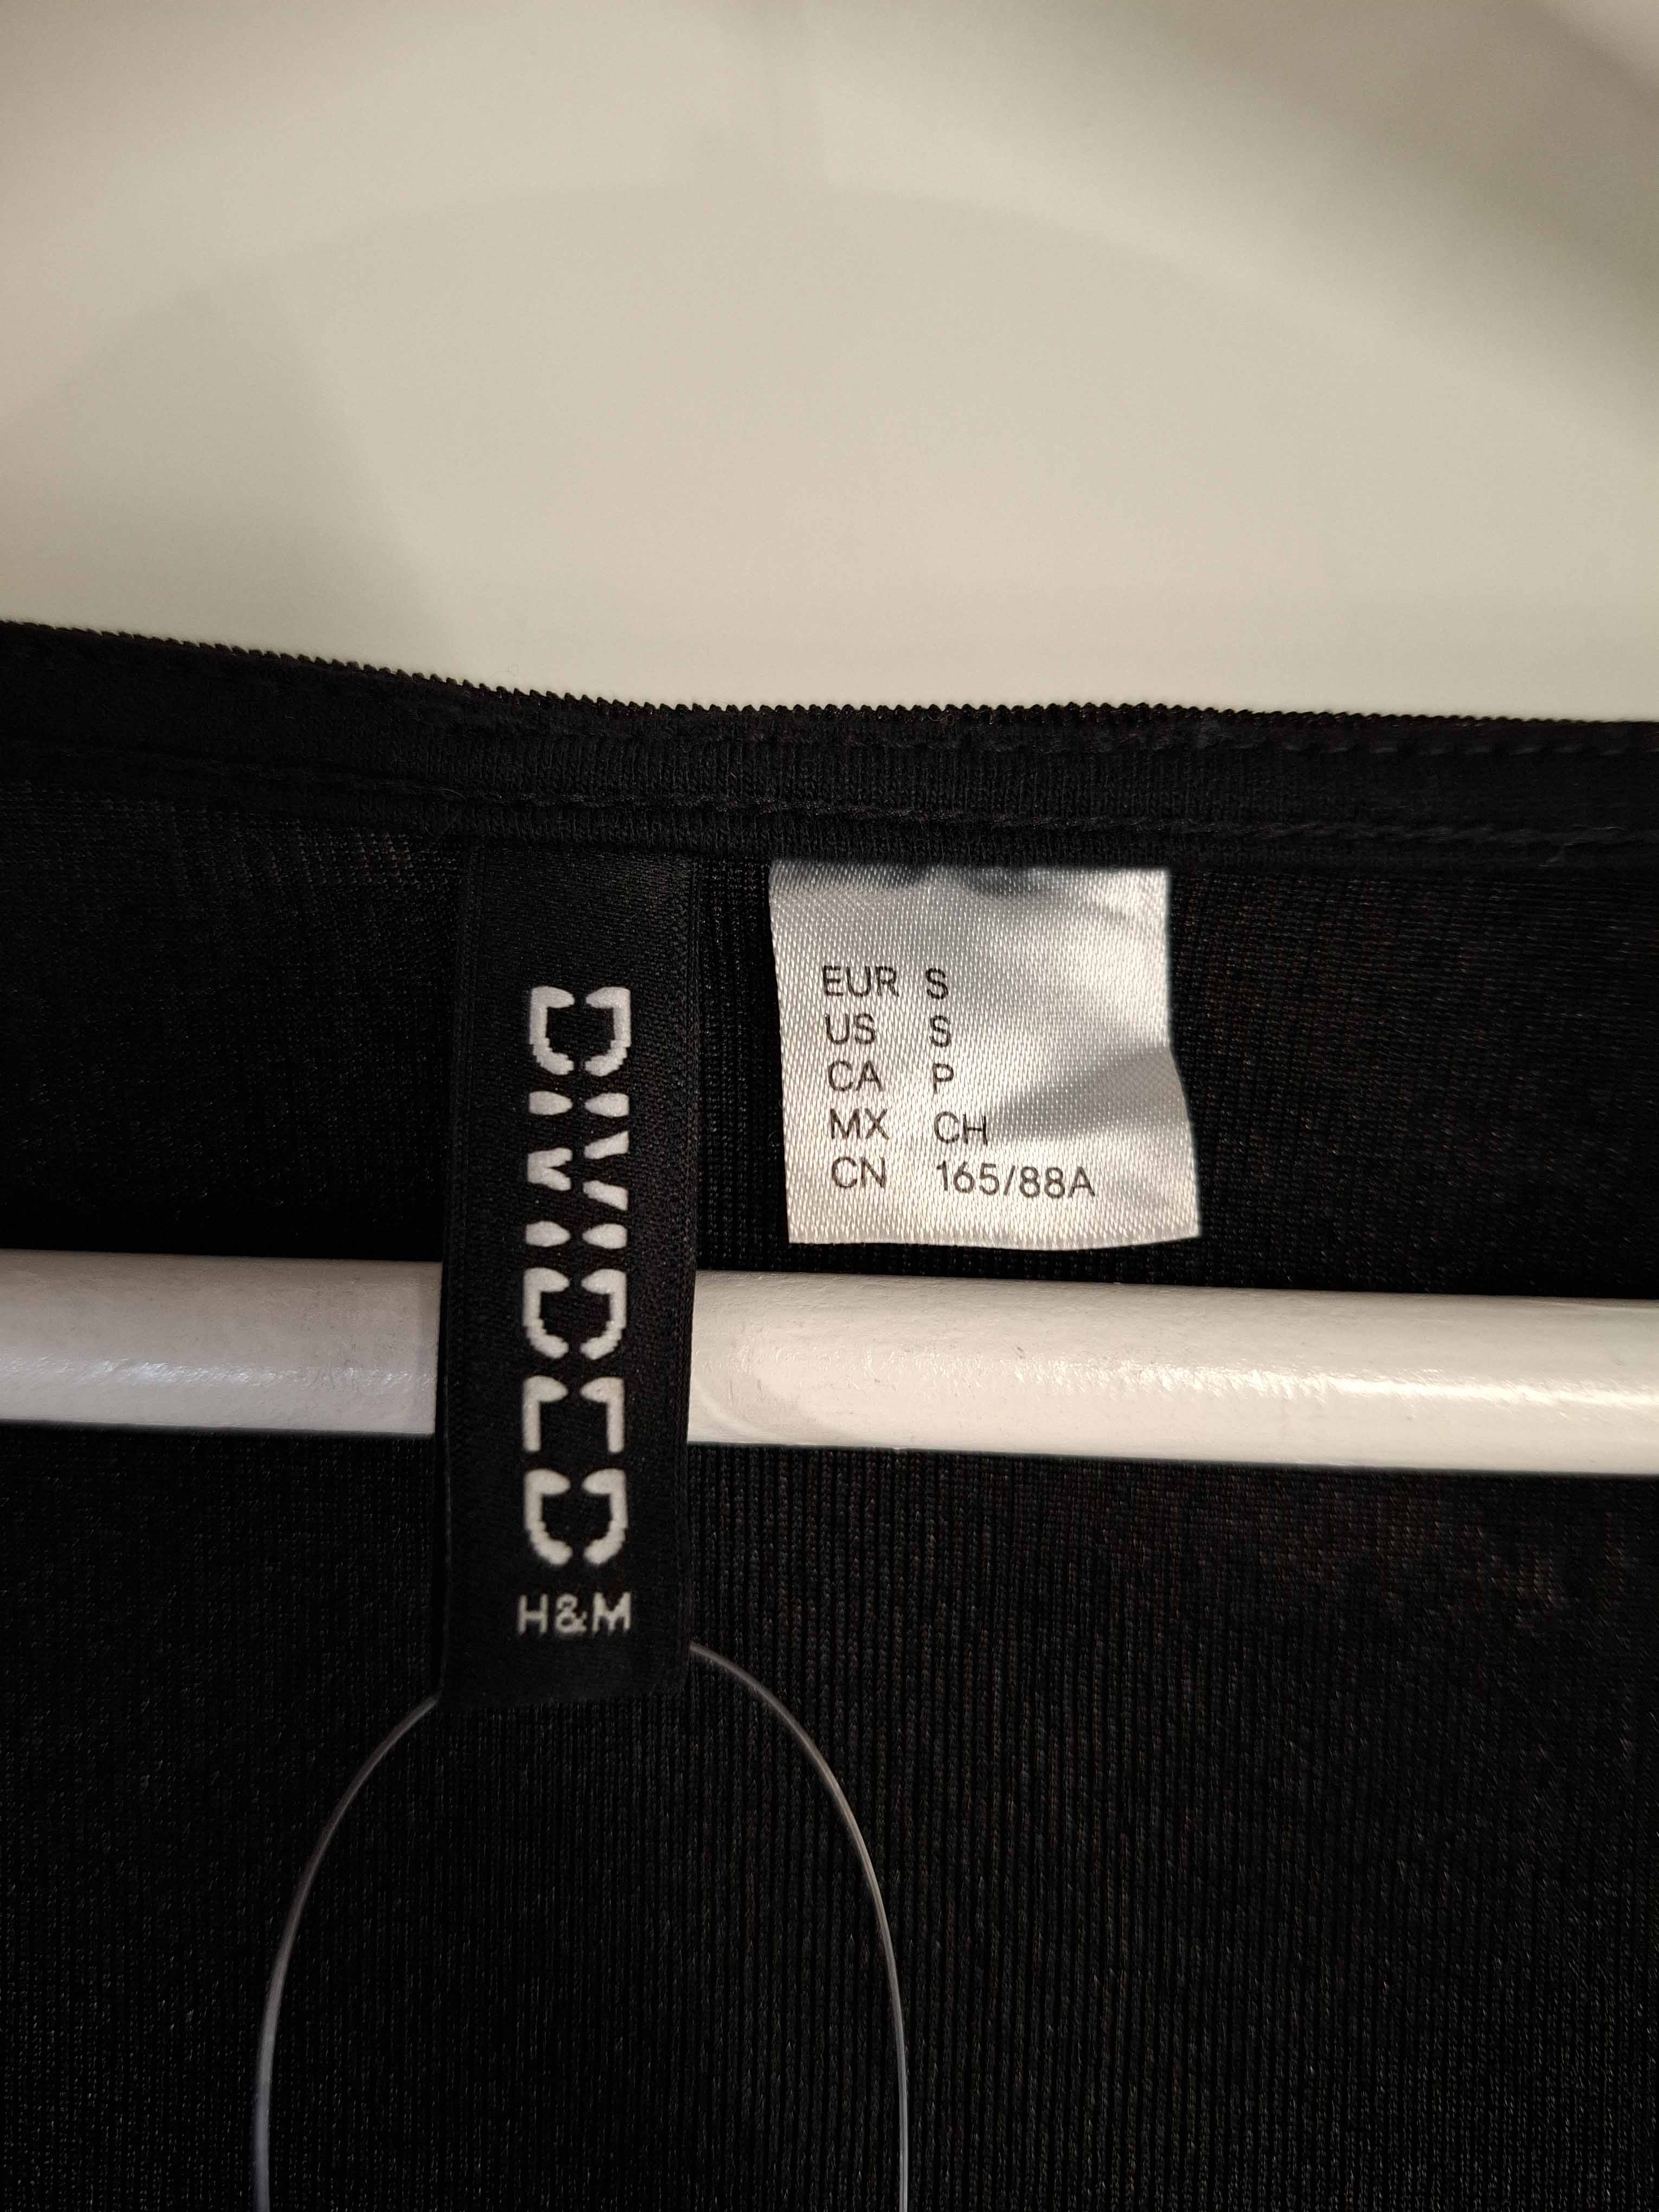 DIVIDED
H&M
EUR S
US S
CA P
MX CH
CN 165/88A